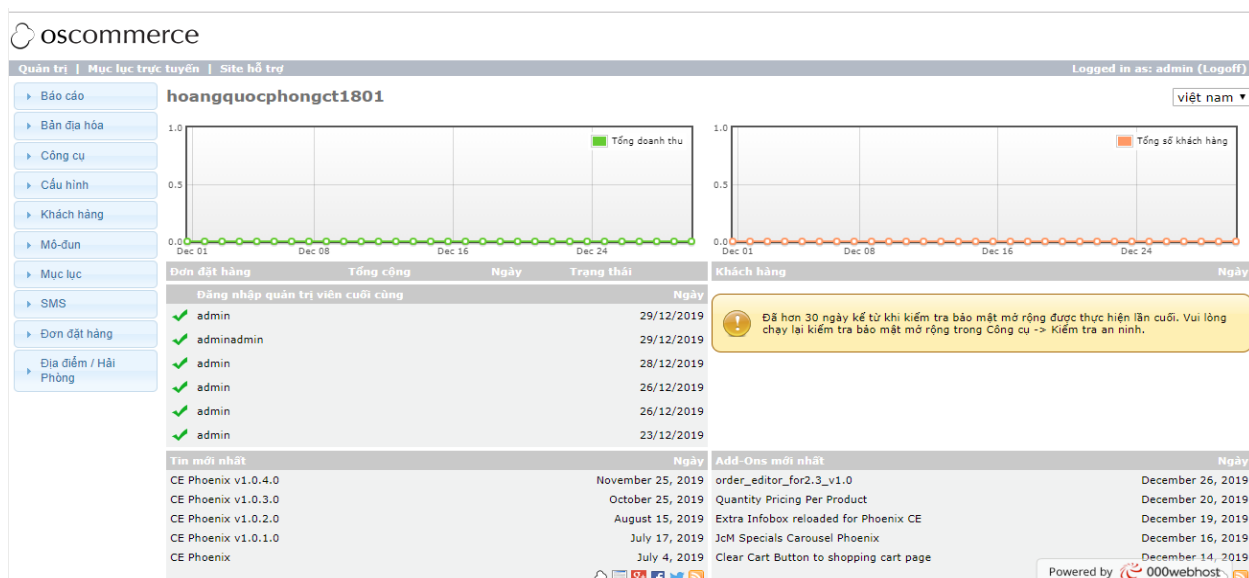 oscommerce
Quản trị | Mục lục trực tuyến | Site hỗ trợ
Logged in as: admin (Logoff)
Báo cáo
Bản địa hóa
Công cụ
Cấu hình
Khách hàng
Mô-đun
Mục lục
SMS
Đơn đặt hàng
Địa điểm / Hải
Phòng
hoangquocphongct1801
việt nam
1.0
0.5
0.0
Tổng doanh thu
Dec 01 Dec 08 Dec 16 Dec 24
1.0
0.5
0.0
Tổng số khách hàng
Dec 01 Dec 08 Dec 16 Dec 24
Đơn đặt hàng Tổng cộng Ngày Trạng thái
Khách hàng Ngày
Đăng nhập quản trị viên cuối cùng Ngày
admin 29/12/2019
adminadmin 29/12/2019
admin 28/12/2019
admin 26/12/2019
admin 26/12/2019
admin 23/12/2019
Đã hơn 30 ngày kể từ khi kiểm tra bảo mật mở rộng được thực hiện lần cuối. Vui lòng
chạy lại kiểm tra bảo mật mở rộng trong Công cụ -> Kiểm tra an ninh.
Tin mới nhất Ngày
CE Phoenix v1.0.4.0 November 25, 2019
CE Phoenix v1.0.3.0 October 25, 2019
CE Phoenix v1.0.2.0 August 15, 2019
CE Phoenix v1.0.1.0 July 17, 2019
CE Phoenix July 4, 2019
Add-Ons mới nhất Ngày
order_editor_for2.3_v1.0 December 26, 2019
Quantity Pricing Per Product December 20, 2019
Extra Infobox reloaded for Phoenix CE December 19, 2019
JcM Specials Carousel Phoenix December 16, 2019
Clear Cart Button to shopping cart page December 14, 2019
Powered by 000webhost